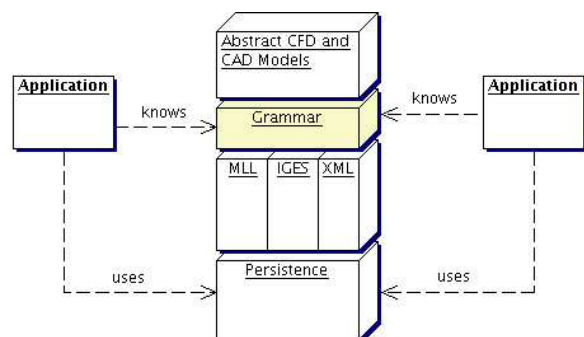 Abstract CFD and
CAD Models
Application
Application
knows
knows
Grammar
MLL IGES XML
Persistence
uses
uses